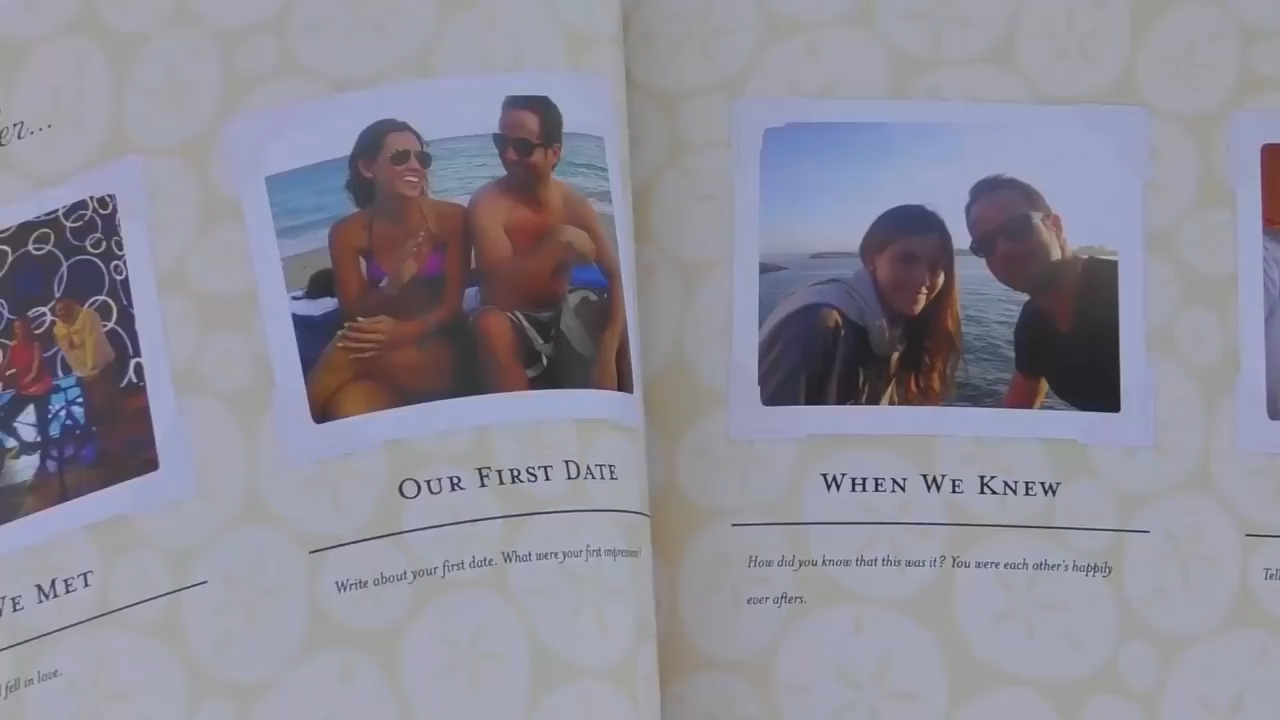 er...
WE MET
fell in love.
OUR FIRST DATE
Write about your first date. What were your first impressions?
WHEN WE KNEW
How did you know that this was it? You were each other's happily
ever afters.
Tell